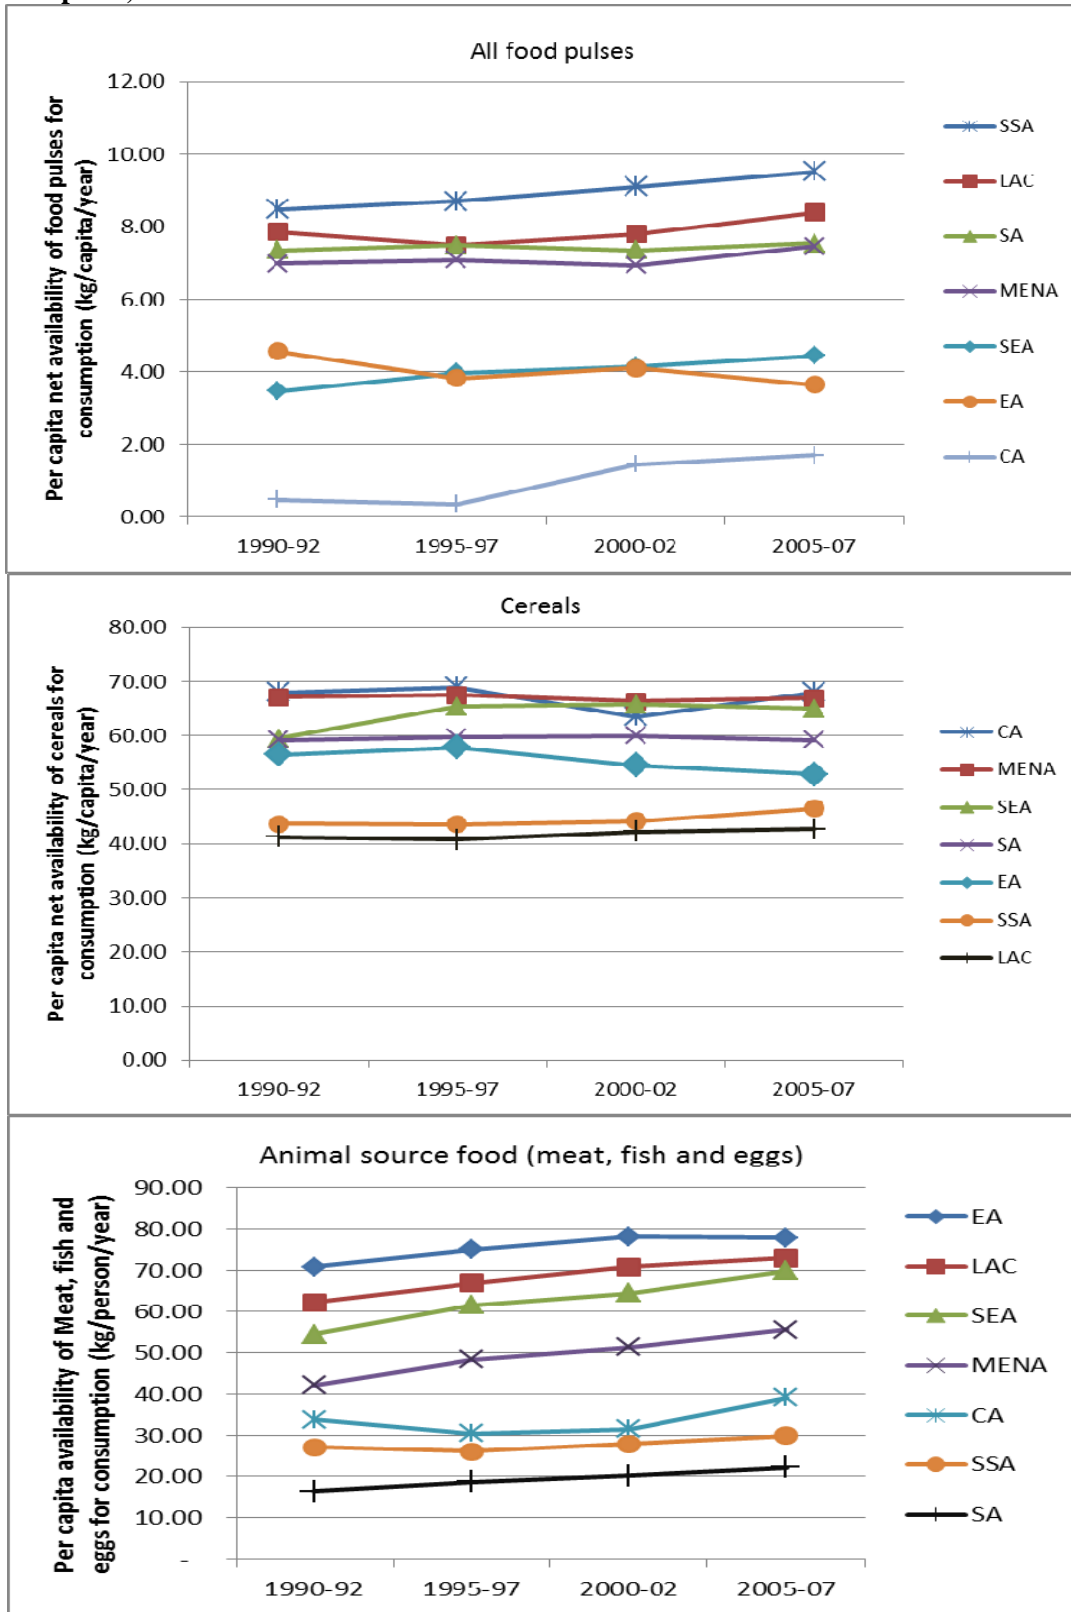 All food pulses
Per capita net availability of food pulses for
consumption (kg/capita/year)
12.00
10.00
8.00
6.00
4.00
2.00
0.00
1990-92 1995-97 2000-02 2005-07
SSA
LAC
SA
MENA
SEA
EA
CA
Cereals
Per capita net availability of cereals for
consumption (kg/capita/year)
80.00
70.00
60.00
50.00
40.00
30.00
20.00
10.00
0.00
1990-92 1995-97 2000-02 2005-07
CA
MENA
SEA
SA
EA
SSA
LAC
Animal source food (meat, fish and eggs)
Per capita availability of Meat, fish and
eggs for consumption (kg/person/year)
90.00
80.00
70.00
60.00
50.00
40.00
30.00
20.00
10.00
-
1990-92 1995-97 2000-02 2005-07
EA
LAC
SEA
MENA
CA
SSA
SA